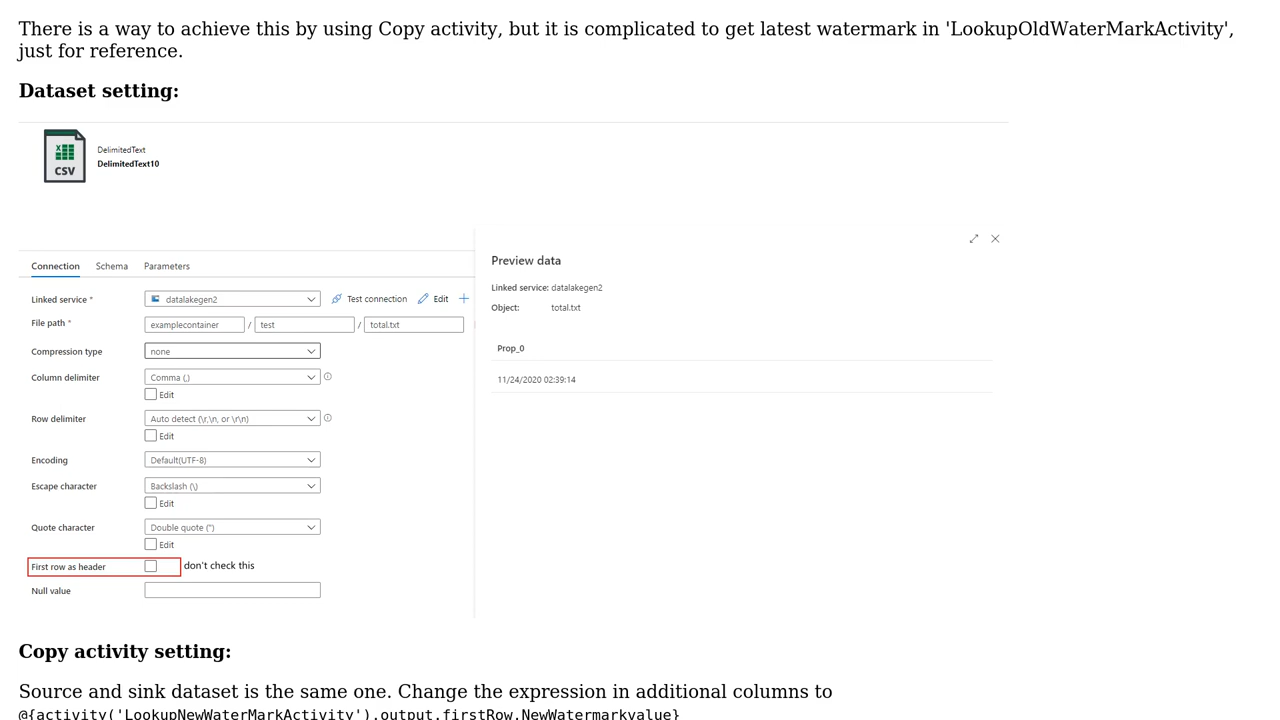 There is a way to achieve this by using Copy activity, but it is complicated to get latest watermark in 'LookupOldWaterMarkActivity',
just for reference.
Dataset setting:
CSV
DelimitedText
DelimitedText10
Connection Schema Parameters
Linked service * datalakegen2 Test connection Edit
File path * examplecontainer / test / total.txt
Compression type none
Column delimiter Comma (,)
Edit
Row delimiter Auto detect (\r,\n, or \r\n)
Edit
Encoding Default(UTF-8)
Escape character Backslash (\)
Edit
Quote character Double quote (")
Edit
First row as header don't check this
Null value
Preview data
Linked service: datalakegen2
Object: total.txt
Prop_0
11/24/2020 02:39:14
Copy activity setting:
Source and sink dataset is the same one. Change the expression in additional columns to
@{activity('LookupNewWaterMarkActivity').output.firstRow.NewWatermarkvalue}